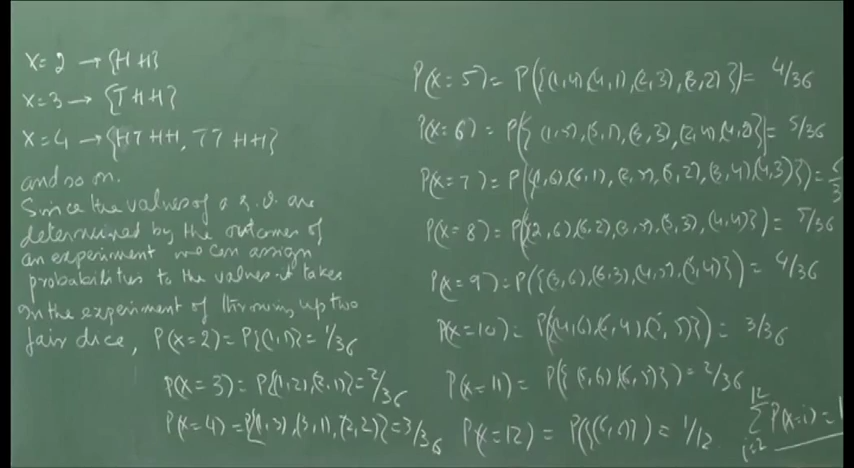 X=2 → {HH}
X=3 → {THH}
X=4 → {HTHH, TTHH}
and so on.
Since the values of a r.v. are
determined by the outcomes of
an experiment we can assign
probabilities to the values it takes
In the experiment of throwing up two
fair dice, P(X=2) = P{(1,1)} = 1/36
P(X=3) = P{(1,2),(2,1)} = 2/36
P(X=4) = P{(1,3),(3,1),(2,2)} = 3/36
P(X=5) = P({(1,4),(4,1),(2,3),(3,2)}) = 4/36
P(X=6) = P({(1,5),(5,1),(3,3),(2,4),(4,2)}) = 5/36
P(X=7) = P({(1,6),(6,1),(2,5),(5,2),(3,4),(4,3)}) = 6/3
P(X=8) = P({(2,6),(6,2),(3,5),(5,3),(4,4)}) = 5/36
P(X=9) = P({(3,6),(6,3),(4,5),(5,4)}) = 4/36
P(X=10) = P({(4,6),(6,4),(5,5)}) = 3/36
P(X=11) = P({(5,6),(6,5)}) = 2/36
P(X=12) = P({(6,6)}) = 1/12
12
∑ P(X=i) = 1
i=2